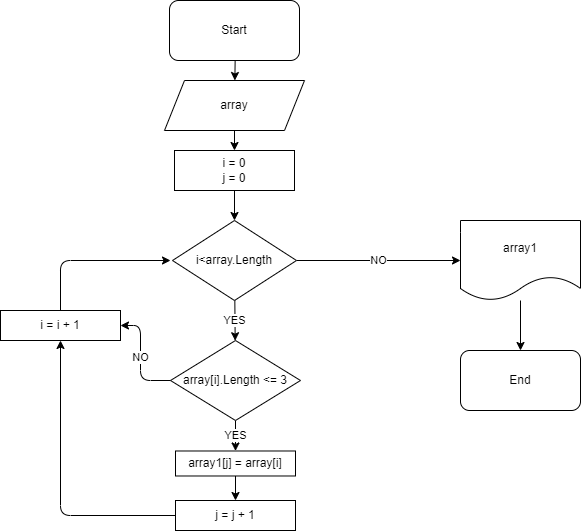 Start
array
i = 0
j = 0
i<array.Length
NO
array1
YES
i = i + 1
NO
array[i].Length <= 3
End
YES
array1[j] = array[i]
j = j + 1